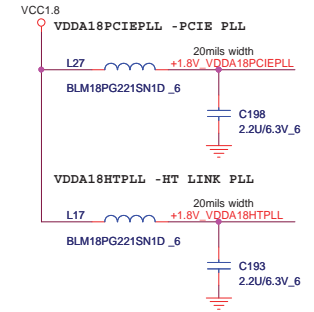 VCC1.8
VDDA18PCIEPLL -PCIE PLL
20mils width
L27
+1.8V_VDDA18PCIEPLL
BLM18PG221SN1D _6
C198
2.2U/6.3V_6
VDDA18HTPLL -HT LINK PLL
20mils width
L17
+1.8V_VDDA18HTPLL
BLM18PG221SN1D _6
C193
2.2U/6.3V_6